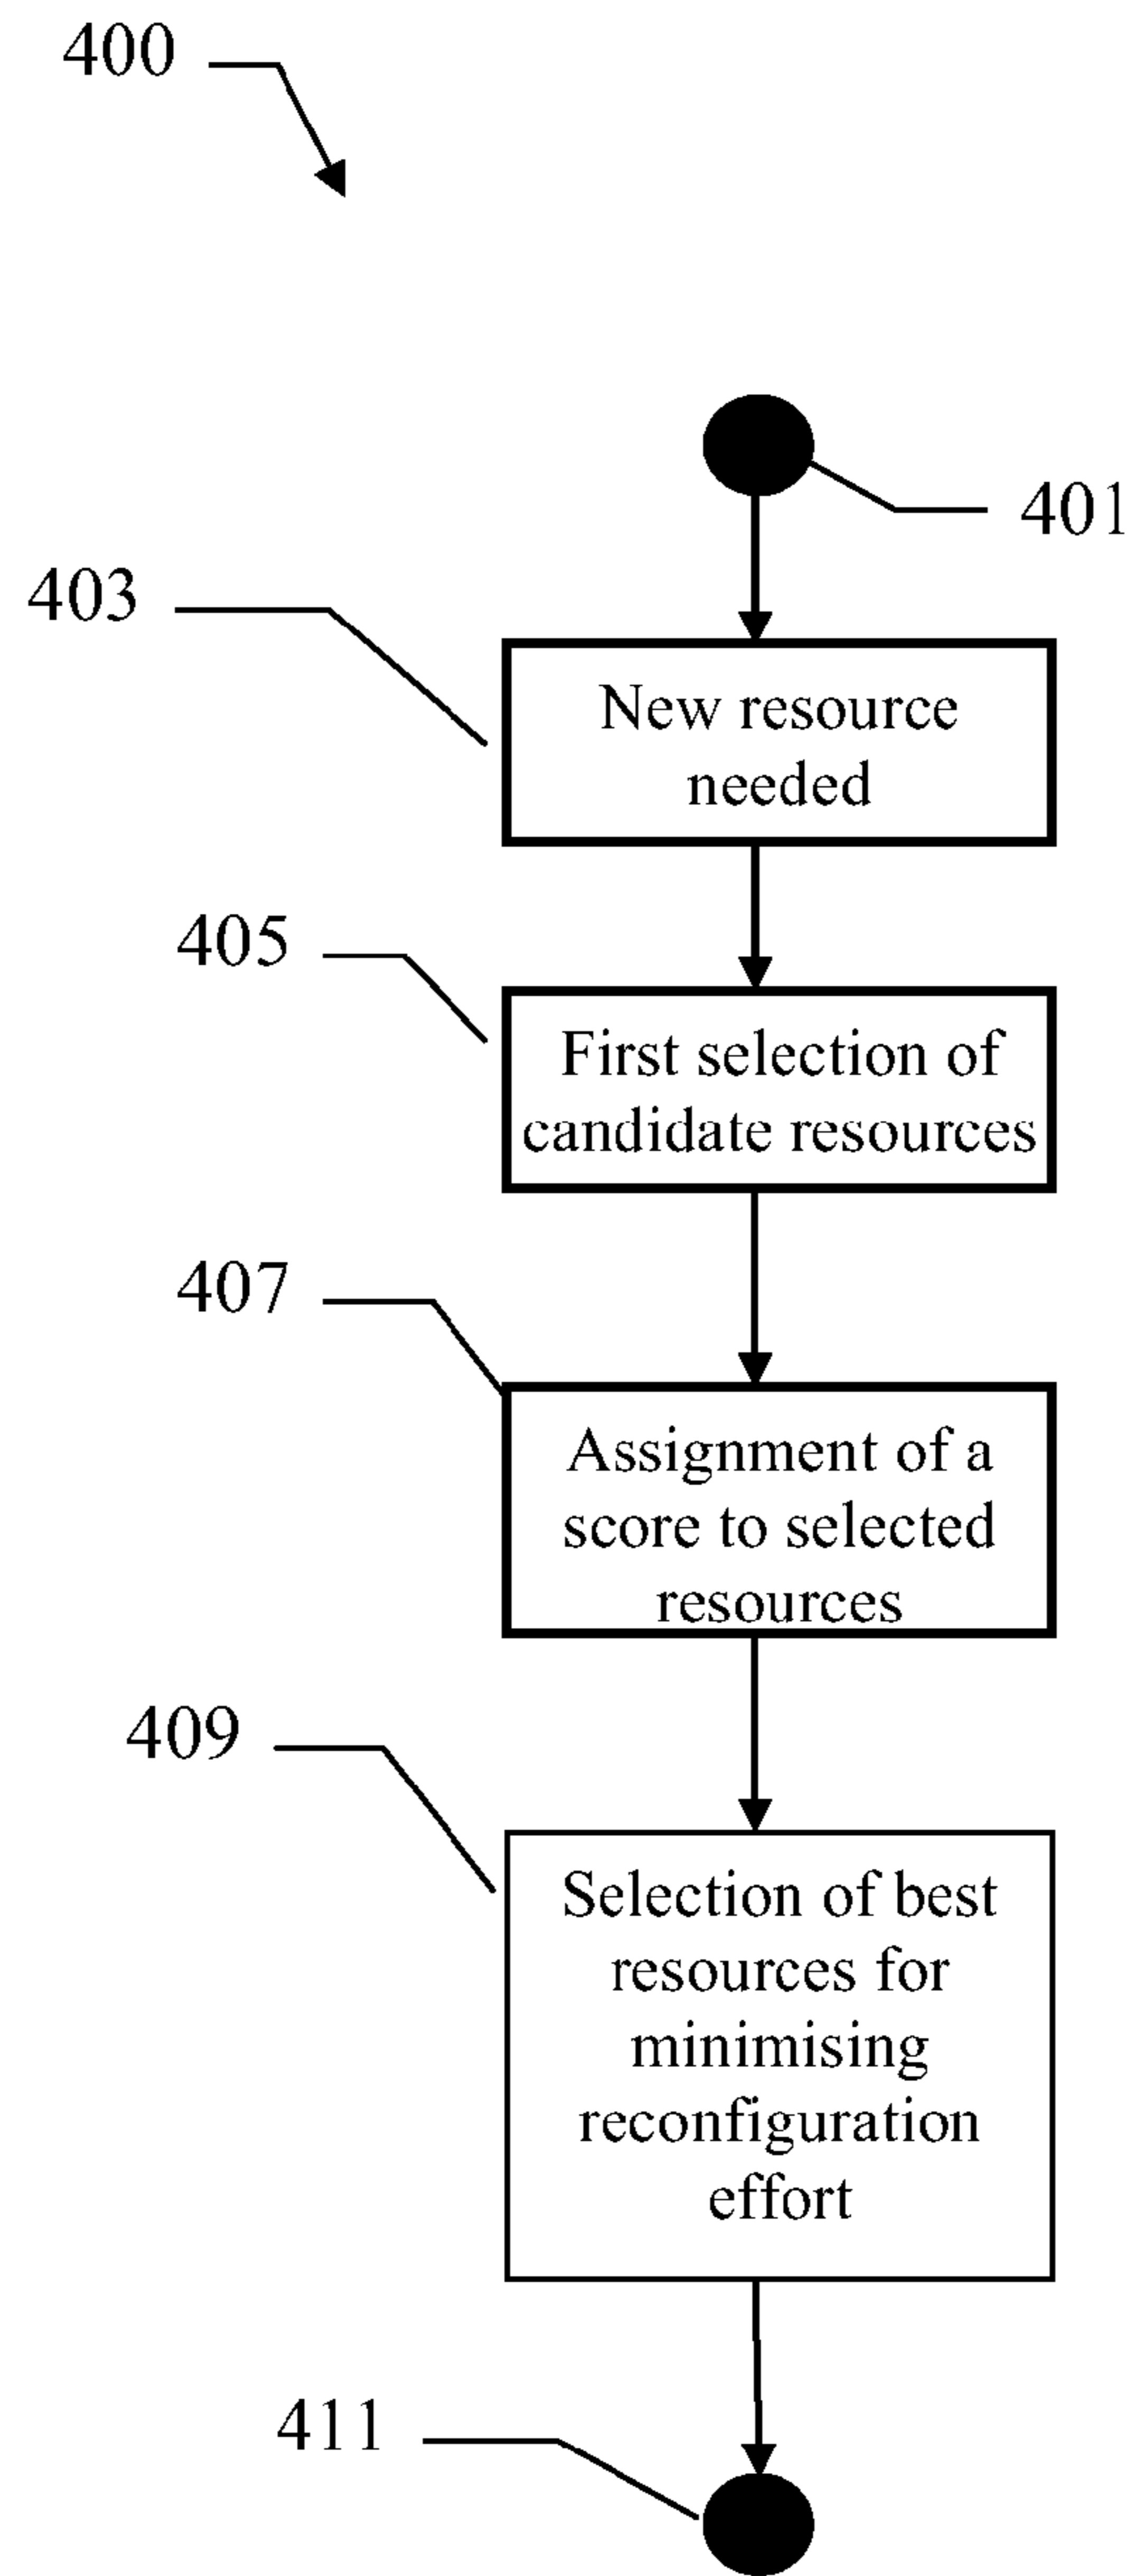 400
401
403
New resource
needed
405
First selection of
candidate resources
407
Assignment of a
score to selected
resources
409
Selection of best
resources for
minimising
reconfiguration
effort
411